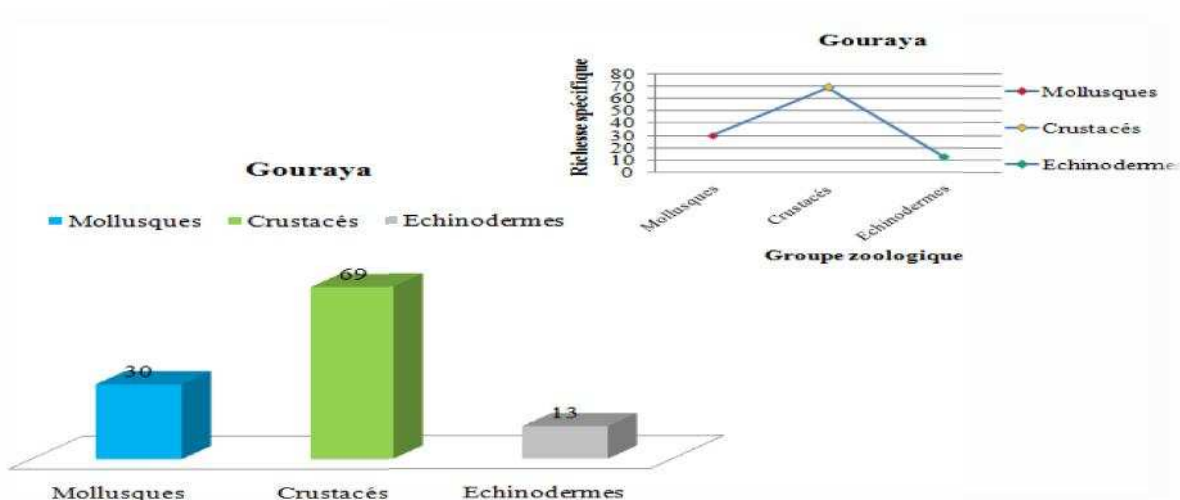 Gouraya
Richesse spécifique
80
70
60
50
40
30
20
10
0
Mollusques
Crustacés
Echinodermes
Groupe zoologique
Mollusques
Crustacés
Echinodermes
Gouraya
Mollusques Crustacés Echinodermes
69
30
13
Mollusques Crustacés Echinodermes